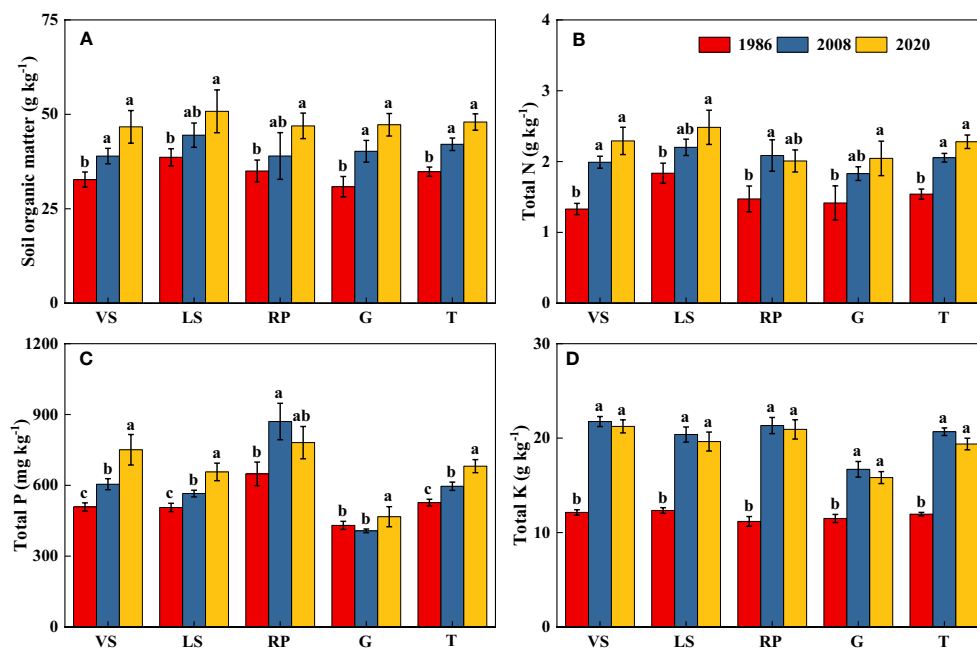 A
Soil organic matter (g kg-1)
75
50
25
0
b a a
b ab a
b ab a
b a a
b a a
VS LS RP G T
B
1986 2008 2020
Total N (g kg-1)
4
3
2
1
0
b a a
b ab a
b a ab
b ab a
b a a
VS LS RP G T
C
Total P (mg kg-1)
1200
900
600
300
0
c b a
c b a
b a ab
b b a
c b a
VS LS RP G T
D
Total K (g kg-1)
30
20
10
0
b a a
b a a
b a a
b a a
b a a
VS LS RP G T